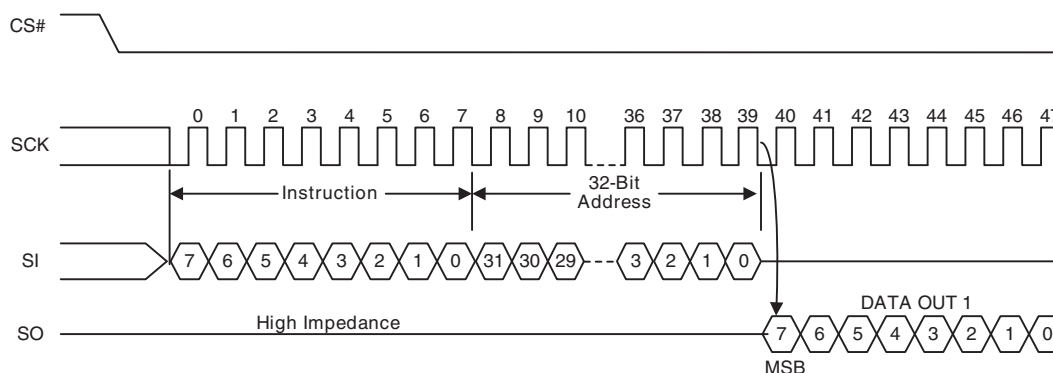 CS#
0 1 2 3 4 5 6 7 8 9 10 36 37 38 39 40 41 42 43 44 45 46 47
SCK
Instruction
32-Bit
Address
SI
7 6 5 4 3 2 1 0 31 30 29 3 2 1 0
DATA OUT 1
High Impedance
SO
7 6 5 4 3 2 1 0
MSB